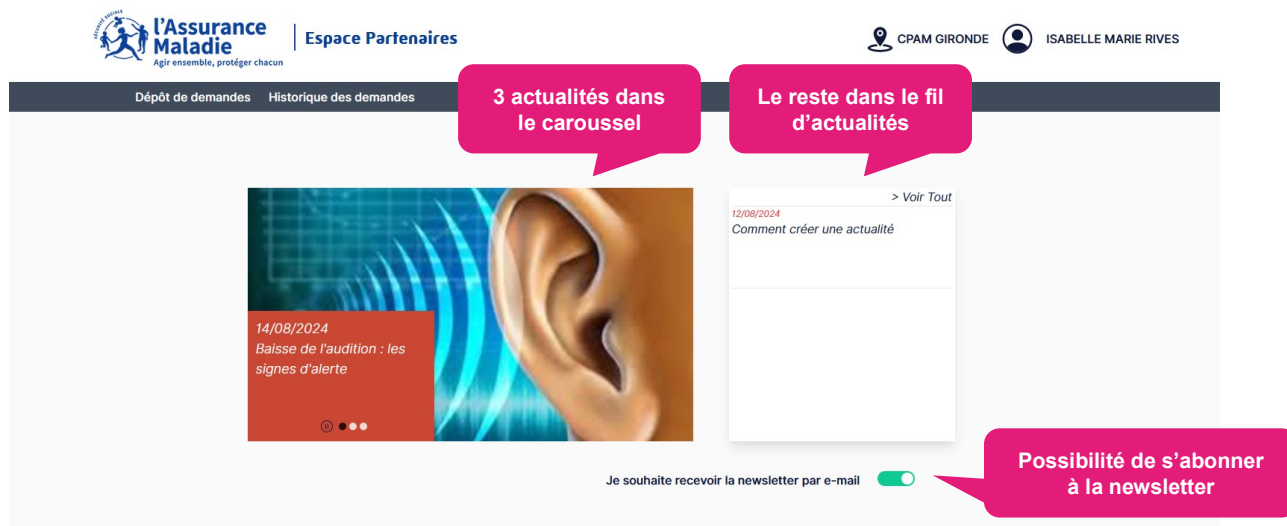 SÉCURITÉ SOCIALE
l'Assurance
Maladie
Agir ensemble, protéger chacun
Espace Partenaires
CPAM GIRONDE
ISABELLE MARIE RIVES
Dépôt de demandes
Historique des demandes
3 actualités dans
le caroussel
Le reste dans le fil
d'actualités
14/08/2024
Baisse de l'audition : les
signes d'alerte
> Voir Tout
12/08/2024
Comment créer une actualité
Je souhaite recevoir la newsletter par e-mail
Possibilité de s'abonner
à la newsletter